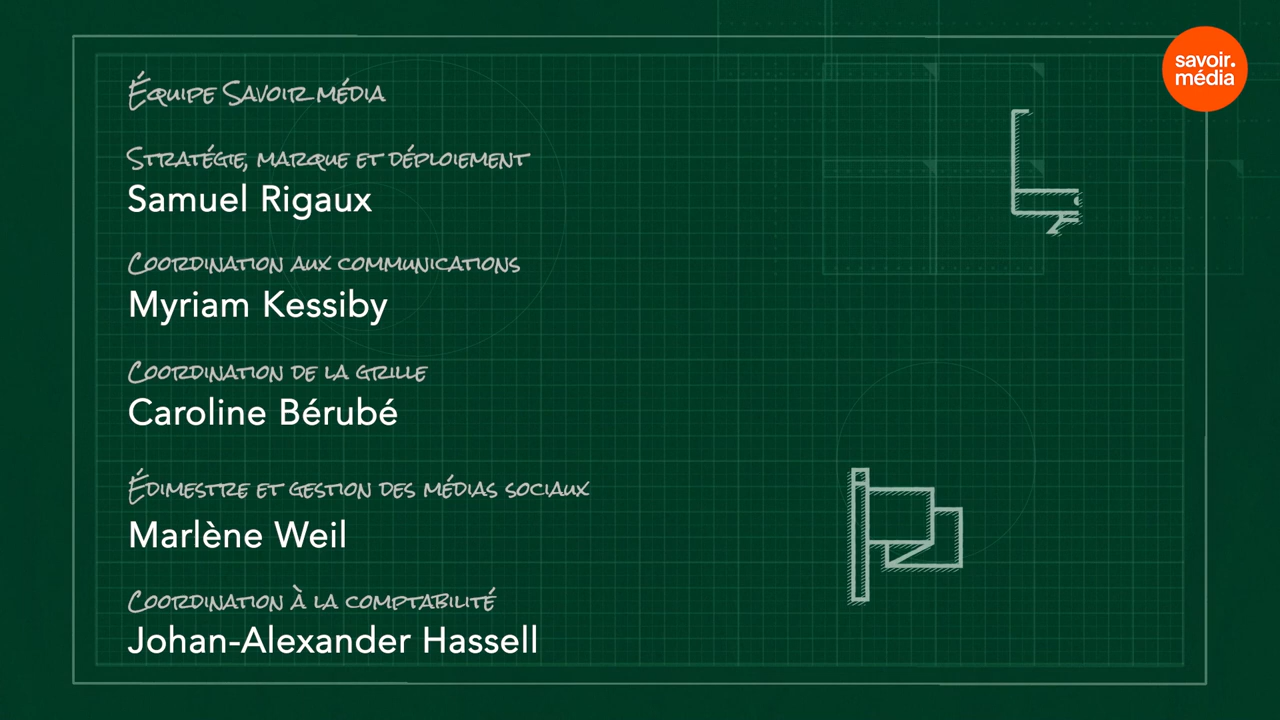 Équipe Savoir média
Stratégie, marque et déploiement
Samuel Rigaux
Coordination aux communications
Myriam Kessiby
Coordination de la grille
Caroline Bérubé
Édimestre et gestion des médias sociaux
Marlène Weil
Coordination à la comptabilité
Johan-Alexander Hassell
savoir.
média